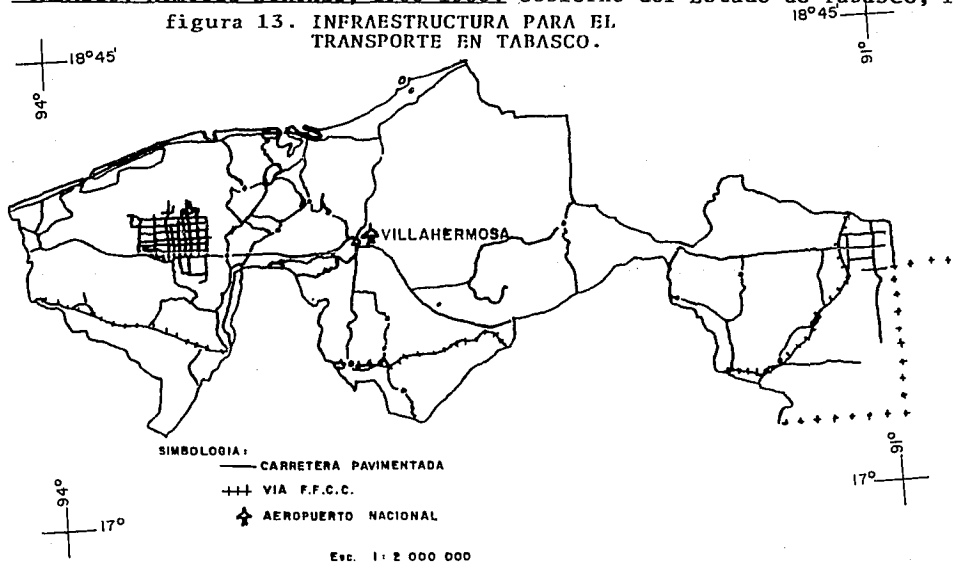 Gobierno del Estado de Tabasco,
figura 13. INFRAESTRUCTURA PARA EL
TRANSPORTE EN TABASCO.
18°45'
91°
18°45'
94°
VILLAHERMOSA
SIMBOLOGIA:
CARRETERA PAVIMENTADA
VIA F.F.C.C.
AEROPUERTO NACIONAL
91°
17°
94°
17°
Esc. 1: 2 000 000